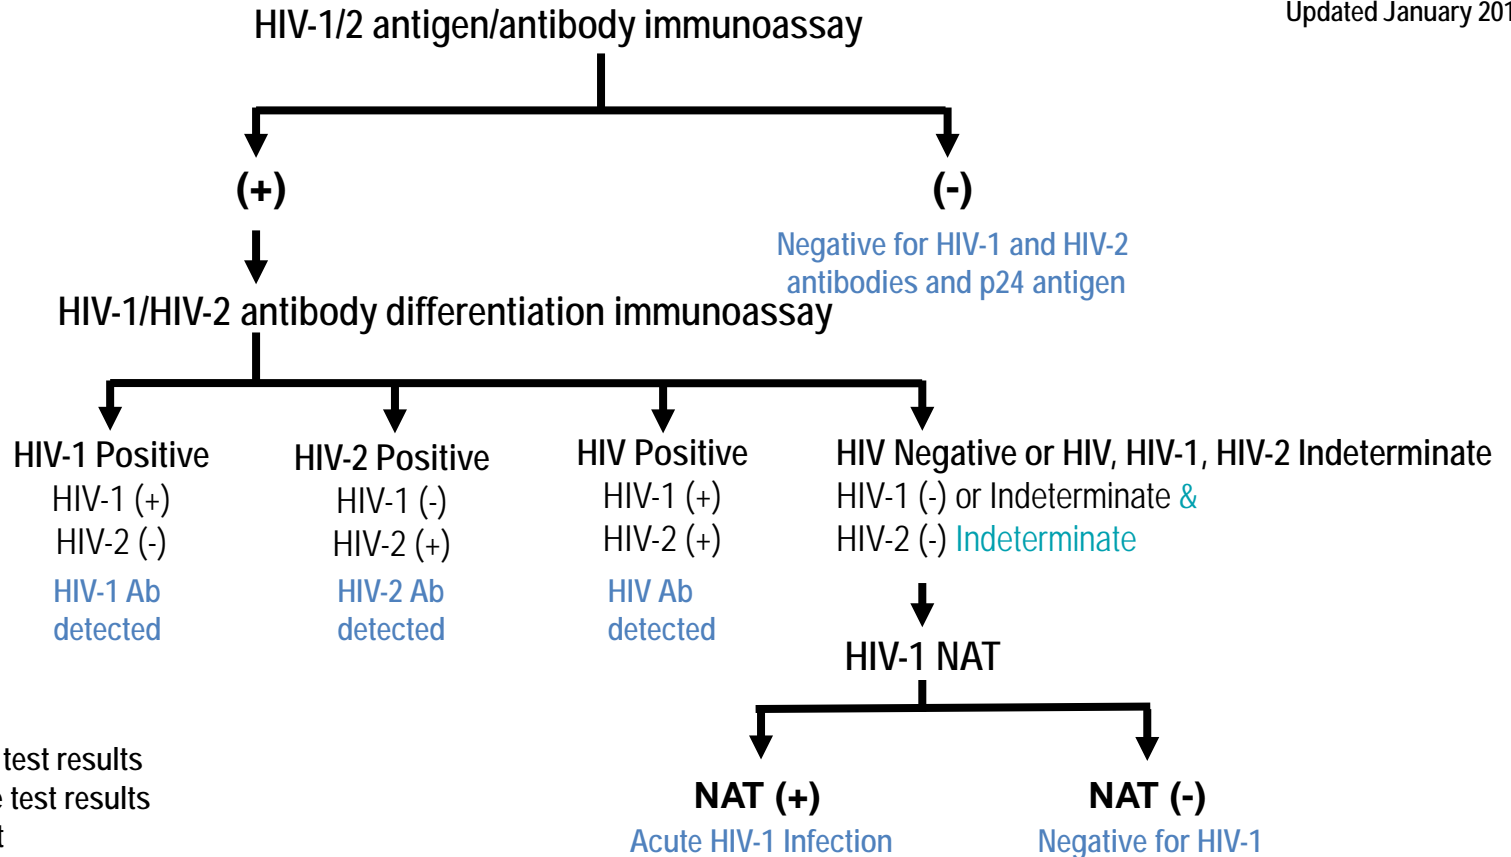 HIV-1/2 antigen/antibody immunoassay
Updated January 201
(+)
(-)
Negative for HIV-1 and HIV-2
antibodies and p24 antigen
HIV-1/HIV-2 antibody differentiation immunoassay
HIV-1 Positive
HIV-1 (+)
HIV-2 (-)
HIV-1 Ab
detected
HIV-2 Positive
HIV-1 (-)
HIV-2 (+)
HIV-2 Ab
detected
HIV Positive
HIV-1 (+)
HIV-2 (+)
HIV Ab
detected
HIV Negative or HIV, HIV-1, HIV-2 Indeterminate
HIV-1 (-) or Indeterminate &
HIV-2 (-) Indeterminate
HIV-1 NAT
NAT (+)
Acute HIV-1 Infection
NAT (-)
Negative for HIV-1
test results
test results